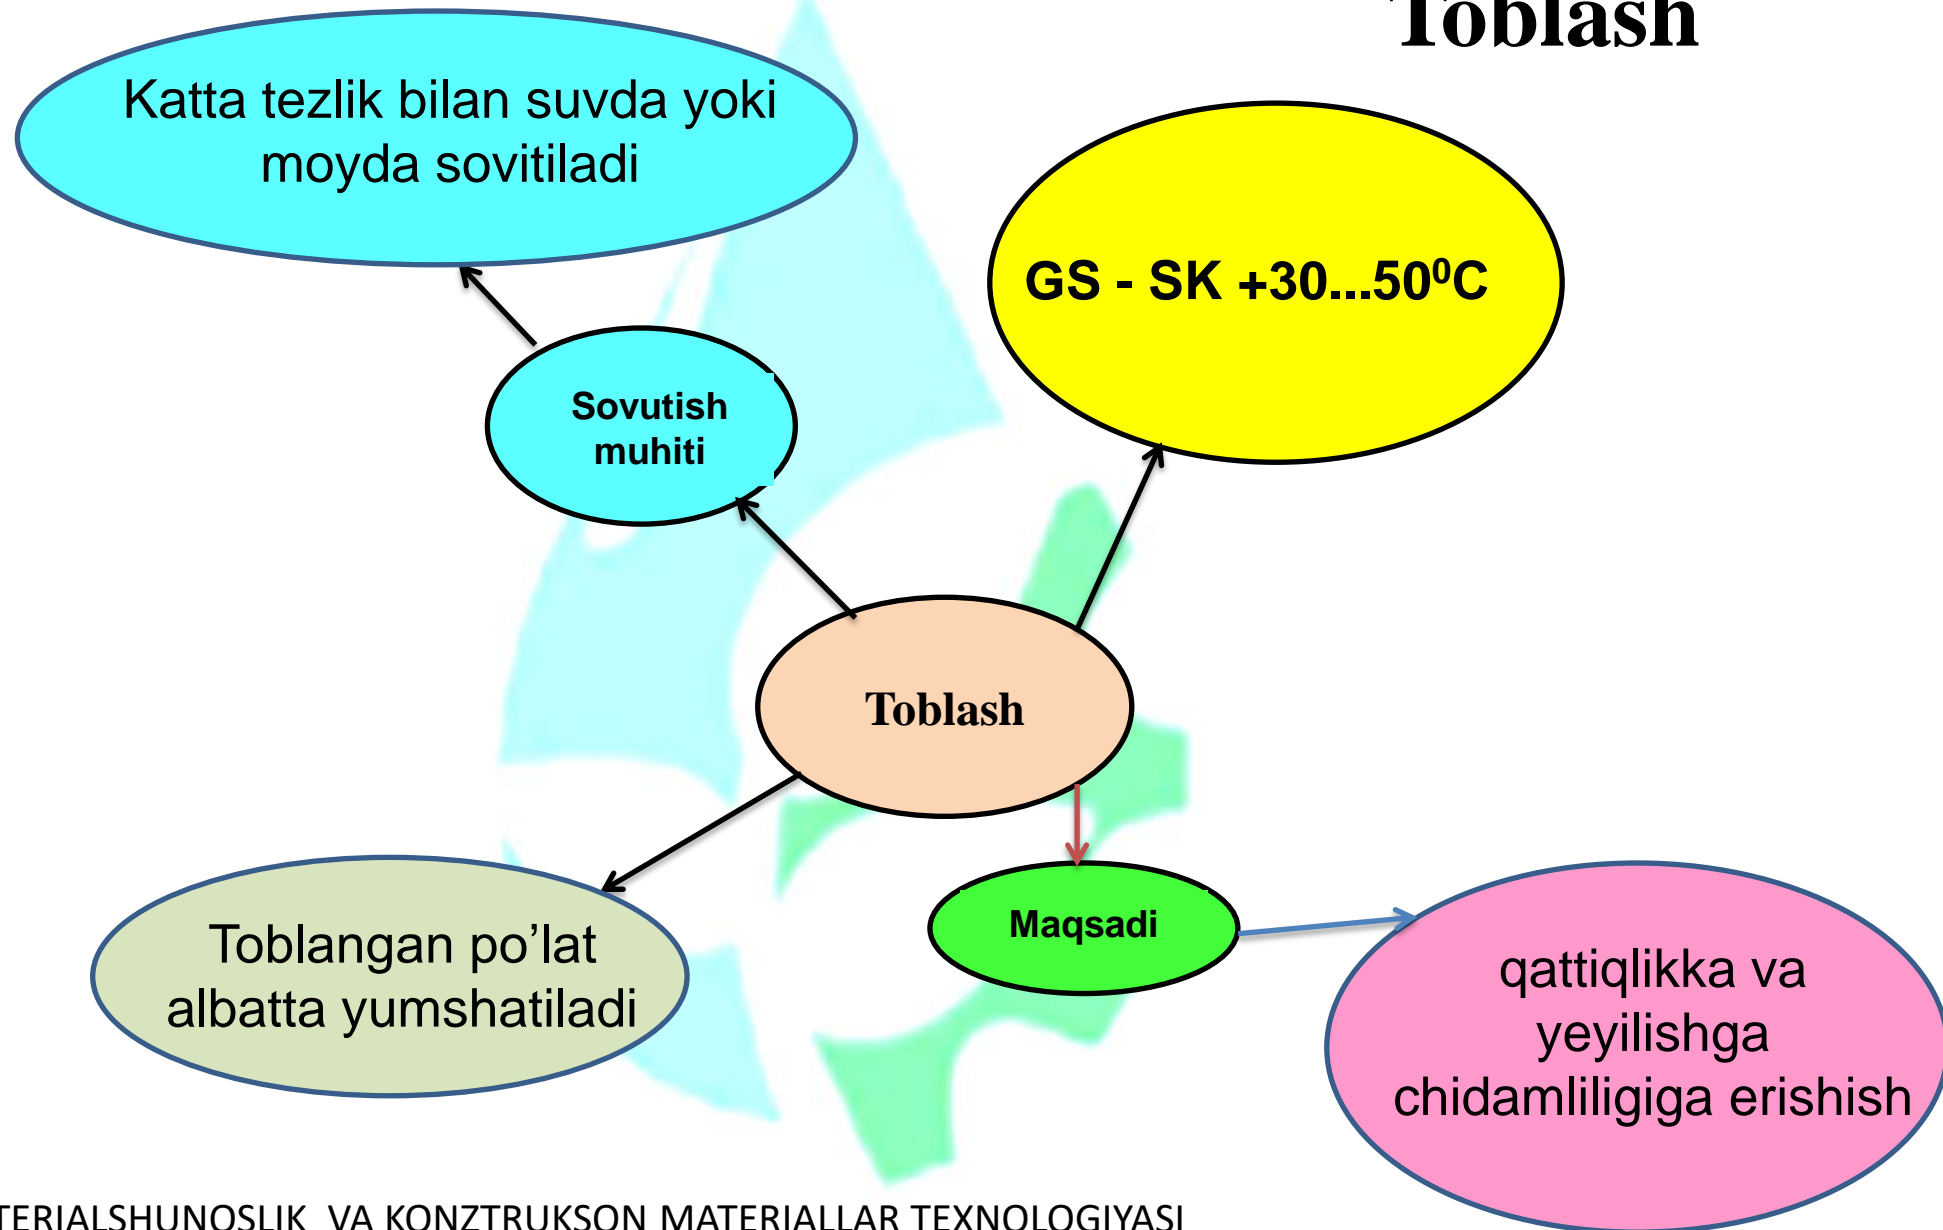 Toblash
Katta tezlik bilan suvda yoki
moyda sovitiladi
GS - SK +30...50⁰C
Sovutish
muhiti
Toblash
Maqsadi
Toblangan po’lat
albatta yumshatiladi
qattiqlikka va
yeyilishga
chidamliligiga erishish
TERIALSHUNOSLIK VA KONZTRUKSON MATERIALLAR TEXNOLOGIYASI